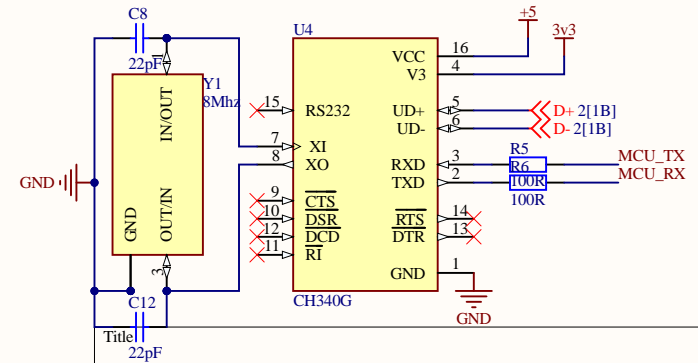 C8
22pF
Y1
8Mhz
1
IN/OUT
OUT/IN
GND
3
GND
C12
22pF
Title
U4
CH340G
15 RS232
7 XI
8 XO
9 CTS
10 DSR
12 DCD
11 RI
VCC 16
V3 4
UD+ 5
UD- 6
RXD 3
TXD 2
RTS 14
DTR 13
GND 1
+5
3v3
D+ 2[1B]
D- 2[1B]
R5
R6
100R
100R
MCU_TX
MCU_RX
GND